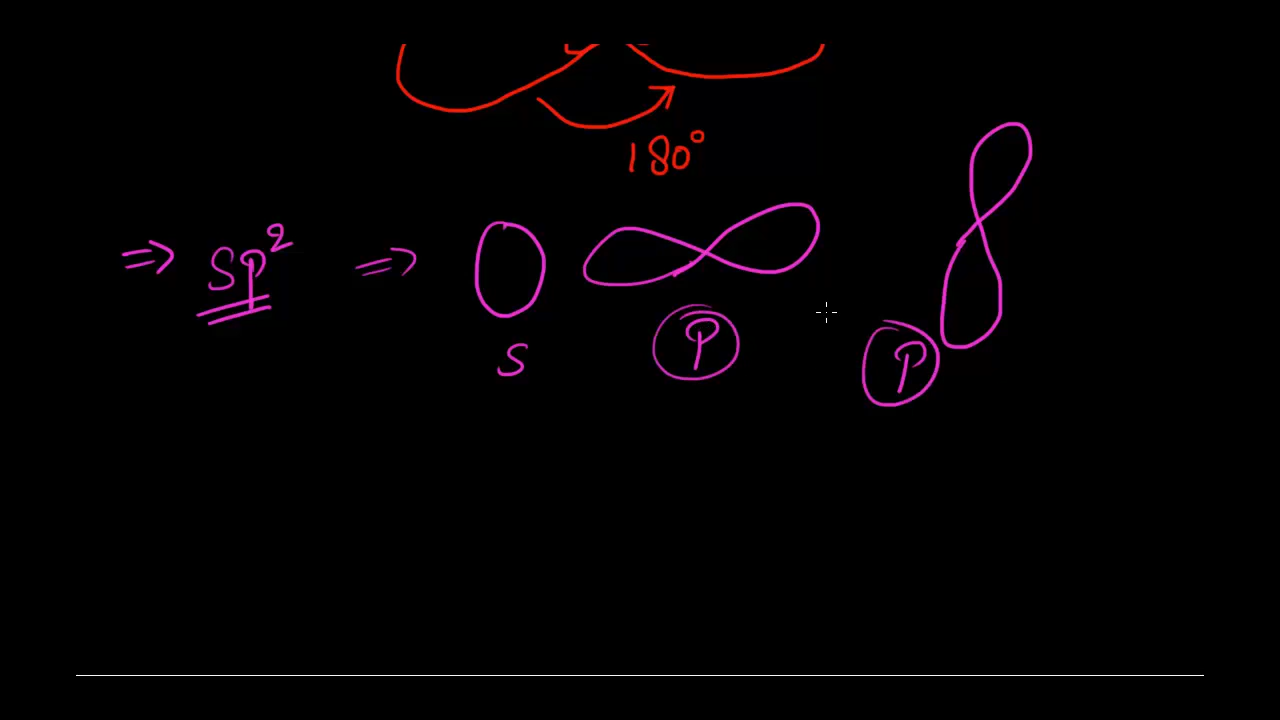 180°
⇒ SP² ⇒
S P P